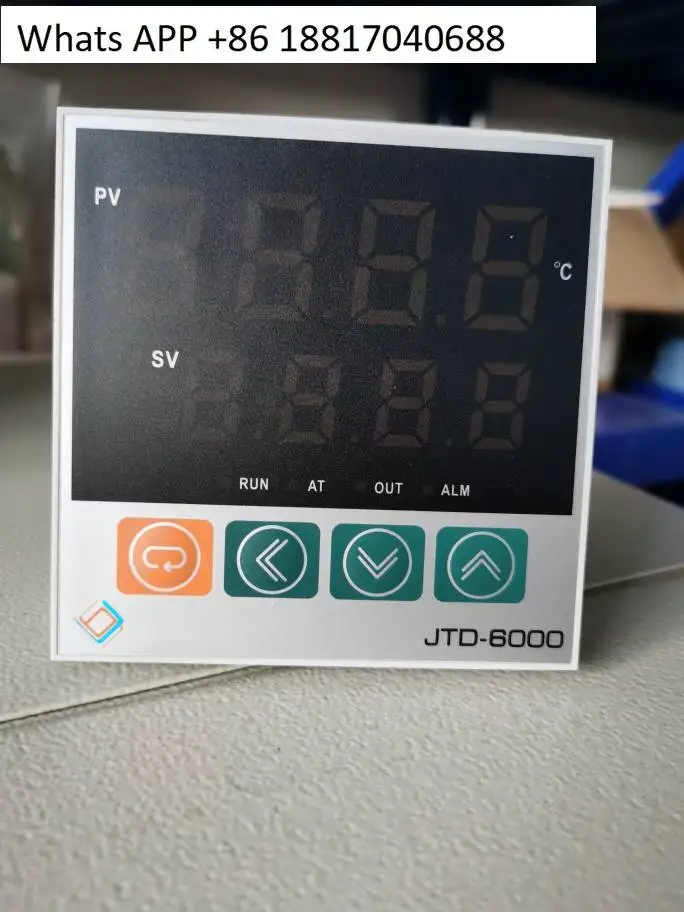 Whats APP +86 18817040688
PV
°C
SV
RUN AT OUT ALM
JTD-6000